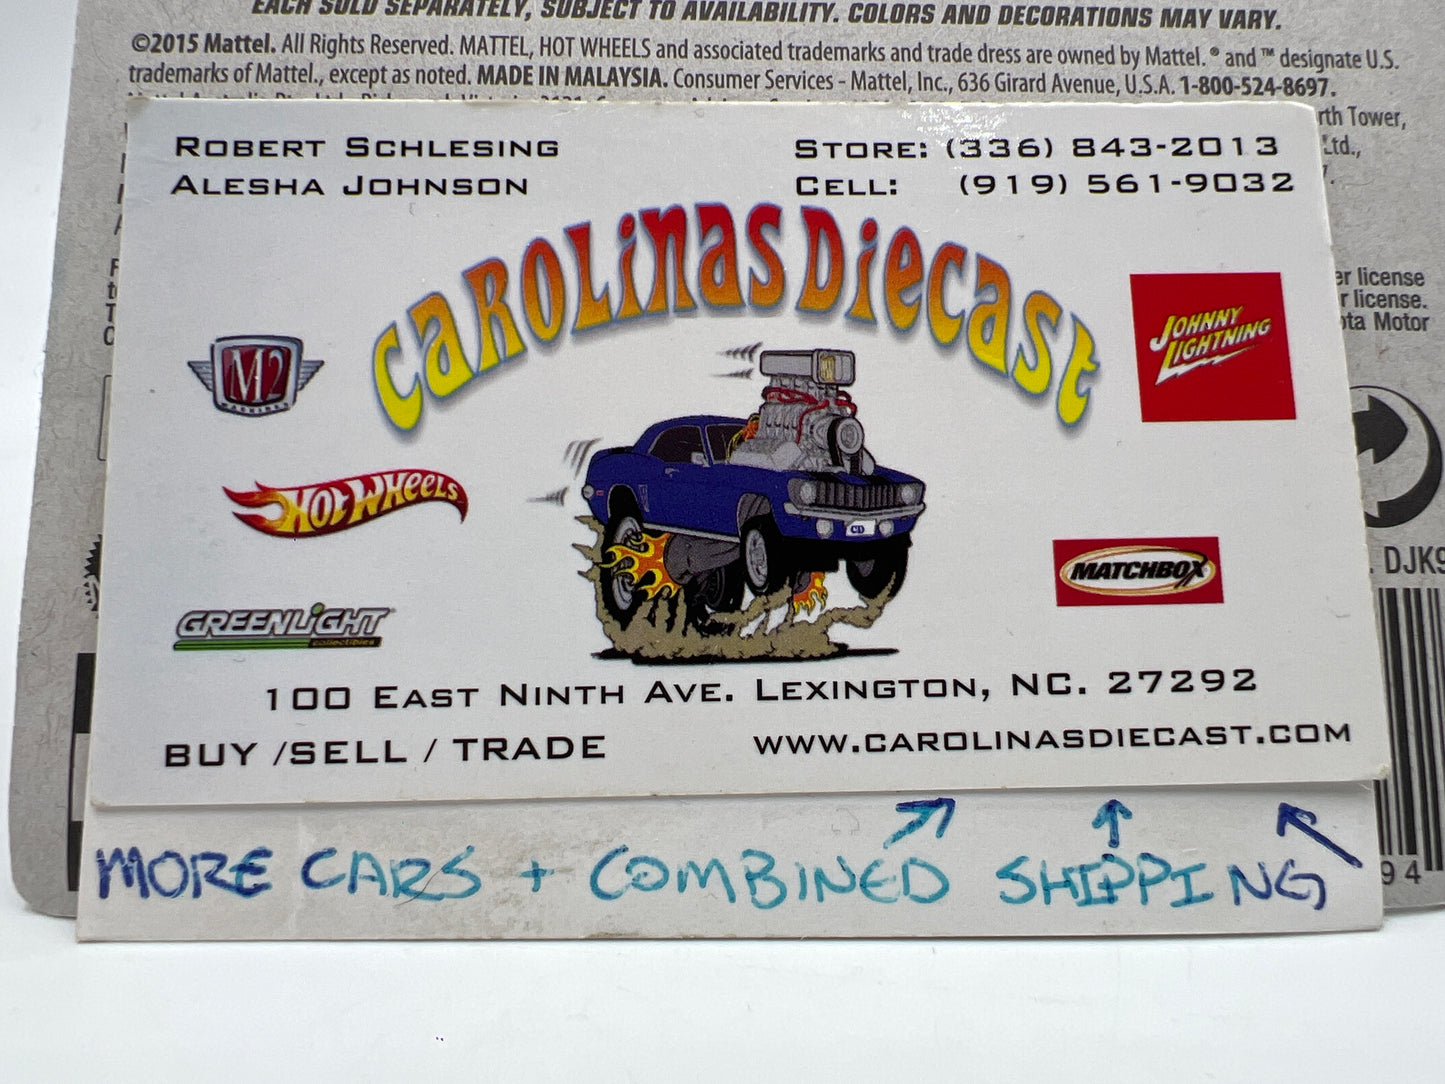 EACH SOLD SEPARATELY, SUBJECT TO AVAILABILITY. COLORS AND DECORATIONS MAY VARY.
©2015 Mattel. All Rights Reserved. MATTEL, HOT WHEELS and associated trademarks and trade dress are owned by Mattel. ® and ™ designate U.S.
trademarks of Mattel., except as noted. MADE IN MALAYSIA. Consumer Services - Mattel, Inc., 636 Girard Avenue, U.S.A. 1-800-524-8697.
rth Tower,
Ltd.,
ROBERT SCHLESING
ALESHA JOHNSON
STORE: (336) 843-2013
CELL: (919) 561-9032
CAROLINAS DIECAST
M2
MACHINES
JOHNNY
LIGHTNING
er license
r license.
ota Motor
HOT WHEELS
CD
MATCHBOX
DJK9
GREENLIGHT
collectibles
100 EAST NINTH AVE. LEXINGTON, NC. 27292
BUY /SELL / TRADE
WWW.CAROLINASDIECAST.COM
MORE CARS + COMBINED SHIPPING
94